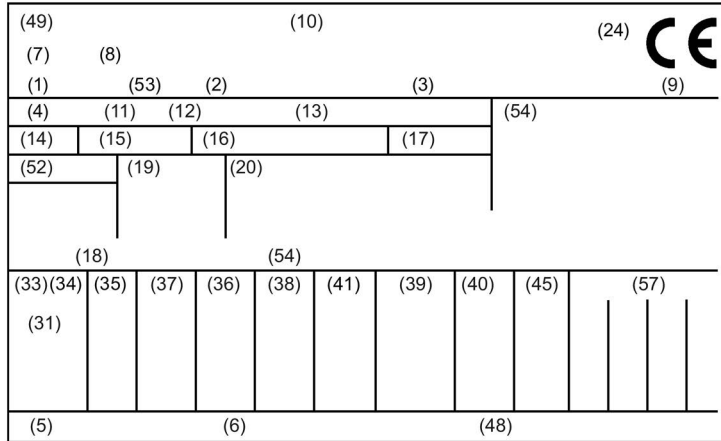 (49) (10) (24) CE
(7) (8)
(1) (53) (2) (3) (9)
(4) (11) (12) (13) (54)
(14) (15) (16) (17)
(52) (19) (20)
(18) (54)
(33)(34) (35) (37) (36) (38) (41) (39) (40) (45) (57)
(31)
(5) (6) (48)